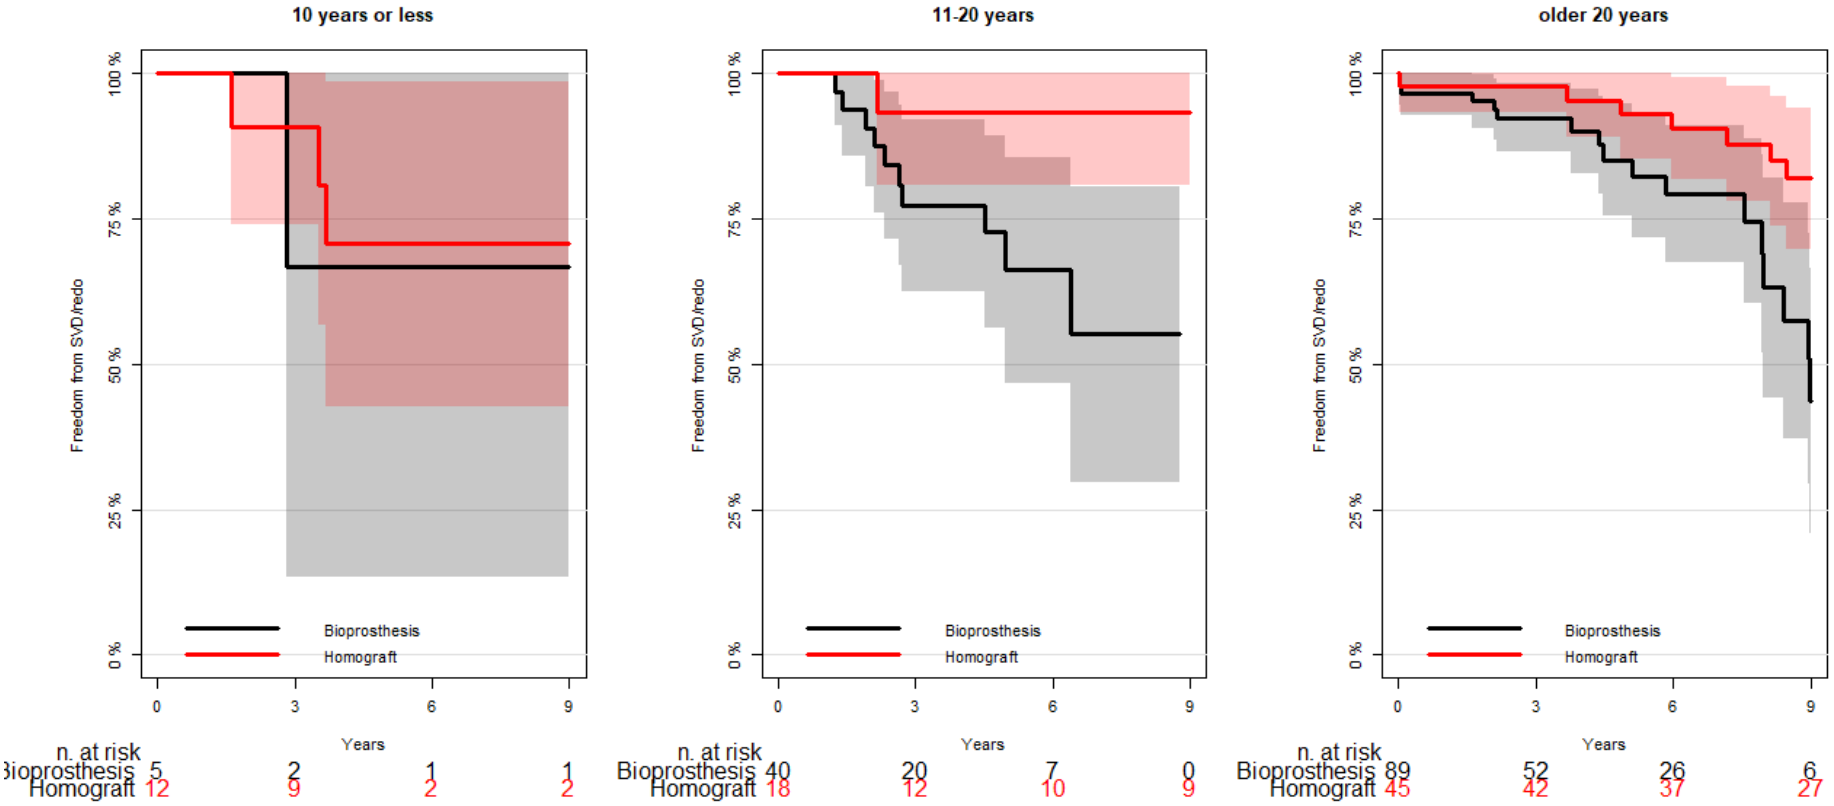 10 years or less
100 %
75 %
50 %
25 %
0 %
Freedom from SVD/redo
Bioprosthesis
Homograft
0 3 6 9
Years
n. at risk
Bioprosthesis 5 2 1 1
Homograft 12 9 2 2
11-20 years
100 %
75 %
50 %
25 %
0 %
Freedom from SVD/redo
Bioprosthesis
Homograft
0 3 6 9
Years
n. at risk
Bioprosthesis 40 20 7 0
Homograft 18 12 10 9
older 20 years
100 %
75 %
50 %
25 %
0 %
Freedom from SVD/redo
Bioprosthesis
Homograft
0 3 6 9
Years
n. at risk
Bioprosthesis 89 52 26 6
Homograft 45 42 37 27